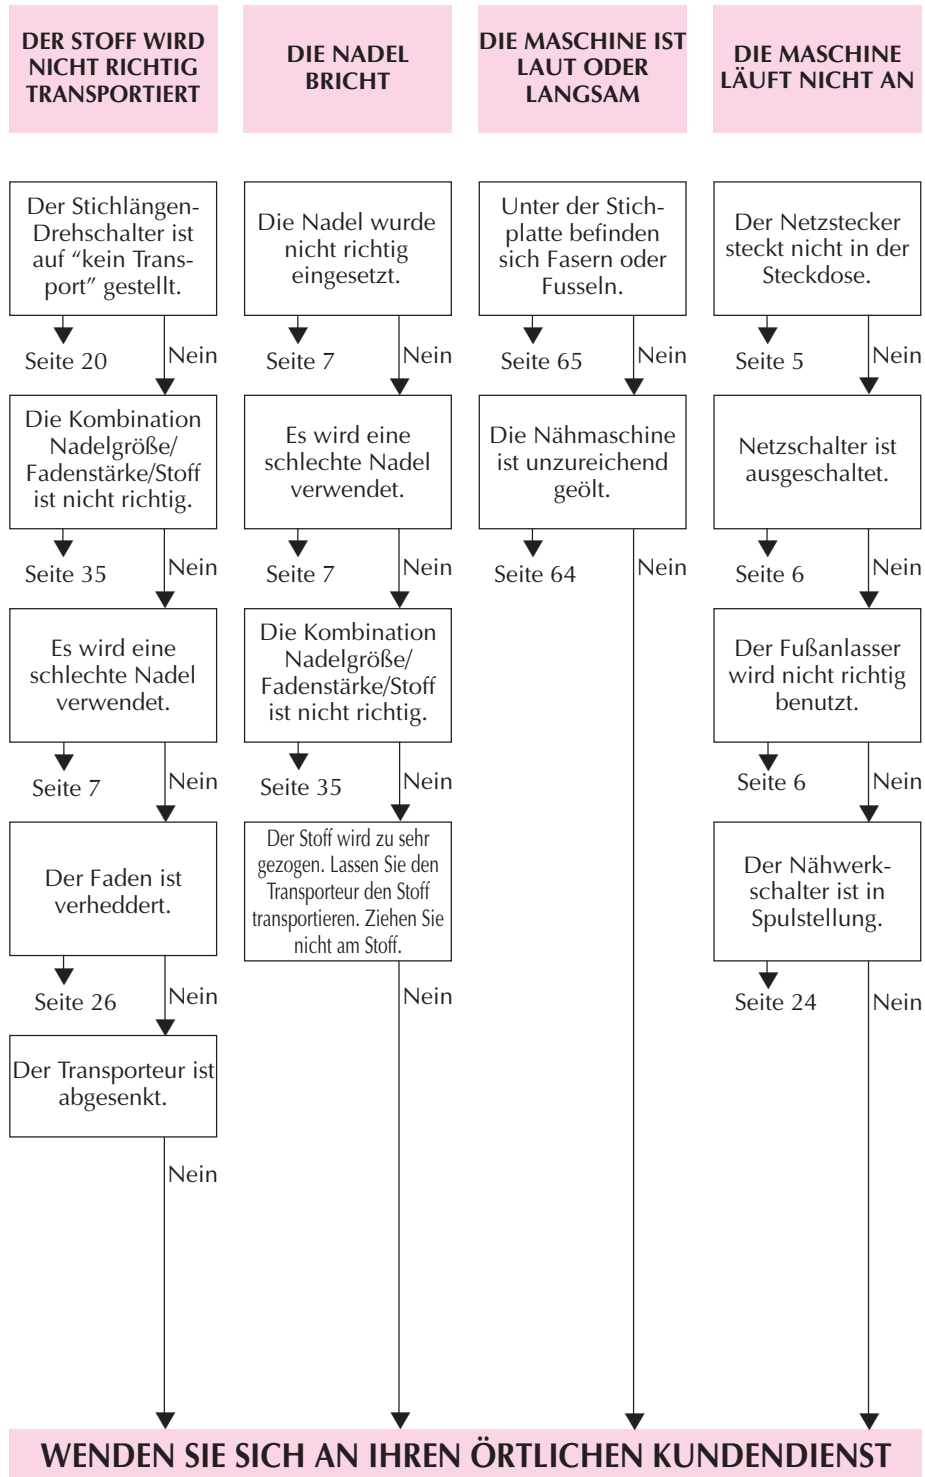 DER STOFF WIRD
NICHT RICHTIG
TRANSPORTIERT
Der Stichlängen-
Drehschalter ist
auf “kein Trans-
port” gestellt.
Seite 20
Nein
Die Kombination
Nadelgröße/
Fadenstärke/Stoff
ist nicht richtig.
Seite 35
Nein
Es wird eine
schlechte Nadel
verwendet.
Seite 7
Nein
Der Faden ist
verheddert.
Seite 26
Nein
Der Transporteur ist
abgesenkt.
Nein
DIE NADEL
BRICHT
Die Nadel wurde
nicht richtig
eingesetzt.
Seite 7
Nein
Es wird eine
schlechte Nadel
verwendet.
Seite 7
Nein
Die Kombination
Nadelgröße/
Fadenstärke/Stoff
ist nicht richtig.
Seite 35
Nein
Der Stoff wird zu sehr
gezogen. Lassen Sie den
Transporteur den Stoff
transportieren. Ziehen Sie
nicht am Stoff.
Nein
DIE MASCHINE IST
LAUT ODER
LANGSAM
Unter der Stich-
platte befinden
sich Fasern oder
Fusseln.
Seite 65
Nein
Die Nähmaschine
ist unzureichend
geölt.
Seite 64
Nein
DIE MASCHINE
LÄUFT NICHT AN
Der Netzstecker
steckt nicht in der
Steckdose.
Seite 5
Nein
Netzschalter ist
ausgeschaltet.
Seite 6
Nein
Der Fußanlasser
wird nicht richtig
benutzt.
Seite 6
Nein
Der Nähwerk-
schalter ist in
Spulstellung.
Seite 24
Nein
WENDEN SIE SICH AN IHREN ÖRTLICHEN KUNDENDIENST